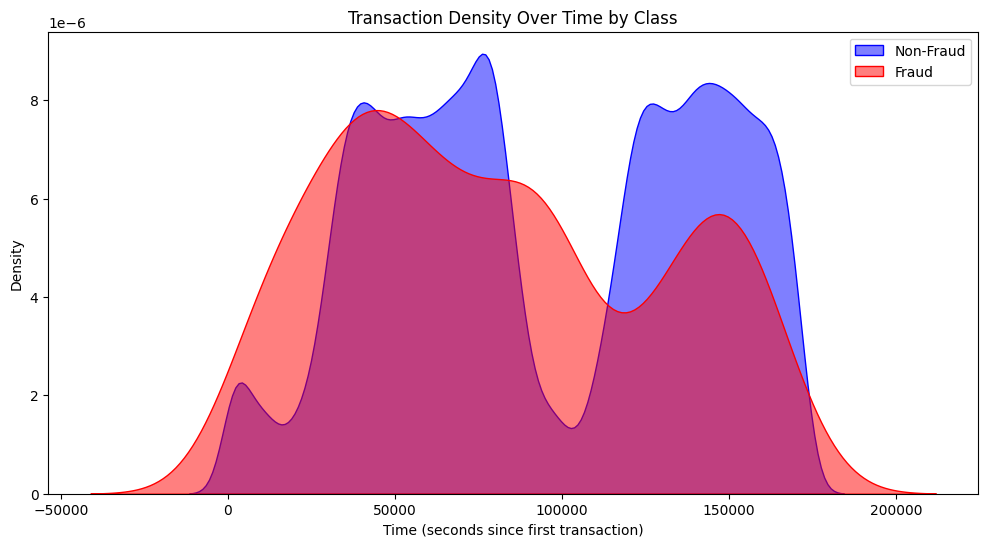 Transaction Density Over Time by Class
1e−6
Non-Fraud
Fraud
8
6
4
2
0
Density
−50000 0 50000 100000 150000 200000
Time (seconds since first transaction)